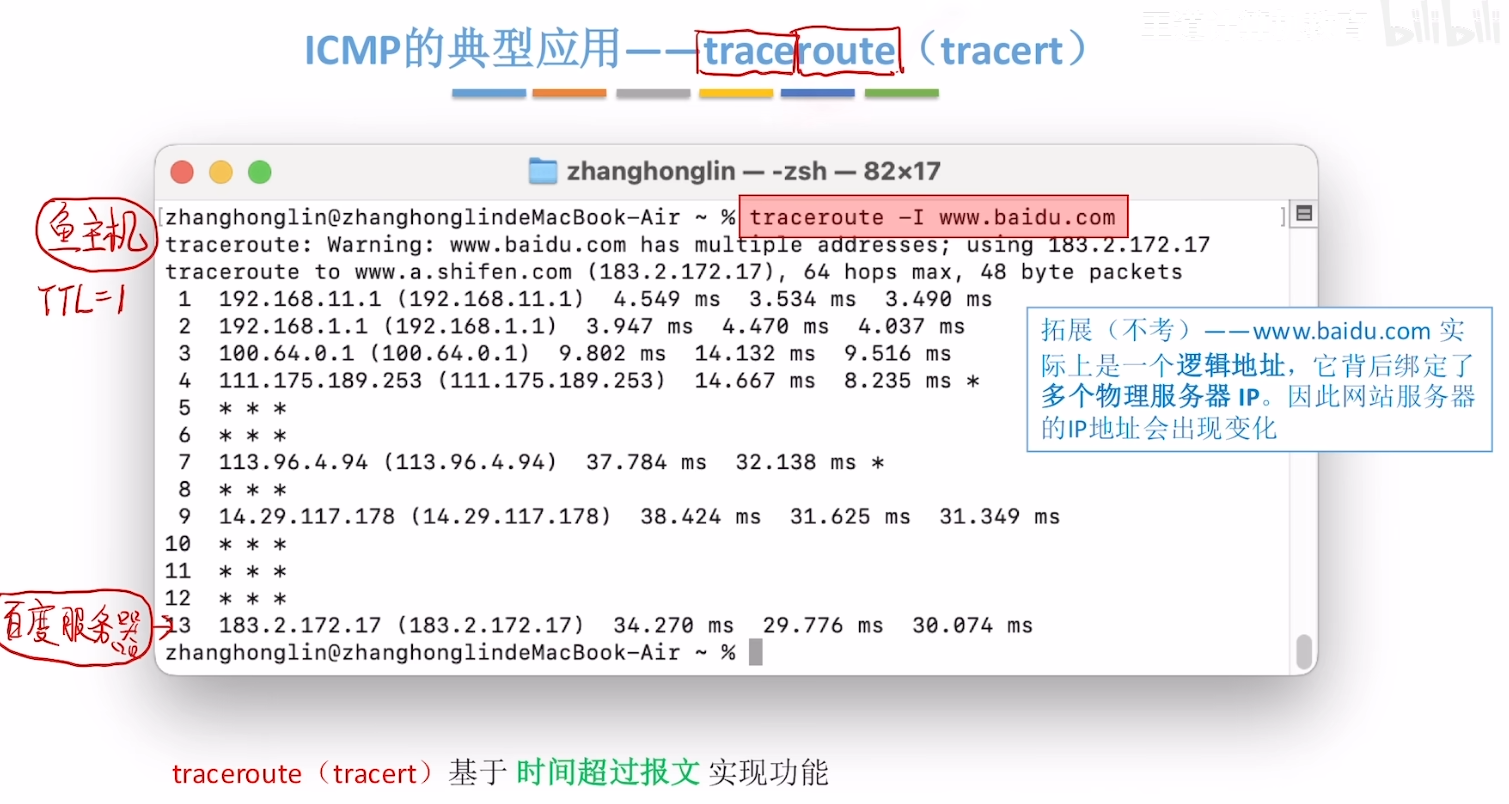 ICMP的典型应用——traceroute（tracert）
bilibili
zhanghonglin — -zsh — 82×17
鱼主机
TTL=1
[zhanghonglin@zhanghonglindeMacBook-Air ~ % traceroute -I www.baidu.com ]
traceroute: Warning: www.baidu.com has multiple addresses; using 183.2.172.17
traceroute to www.a.shifen.com (183.2.172.17), 64 hops max, 48 byte packets
1 192.168.11.1 (192.168.11.1) 4.549 ms 3.534 ms 3.490 ms
2 192.168.1.1 (192.168.1.1) 3.947 ms 4.470 ms 4.037 ms
3 100.64.0.1 (100.64.0.1) 9.802 ms 14.132 ms 9.516 ms
4 111.175.189.253 (111.175.189.253) 14.667 ms 8.235 ms *
5 * * *
6 * * *
7 113.96.4.94 (113.96.4.94) 37.784 ms 32.138 ms *
8 * * *
9 14.29.117.178 (14.29.117.178) 38.424 ms 31.625 ms 31.349 ms
10 * * *
11 * * *
12 * * *
百度服务器
13 183.2.172.17 (183.2.172.17) 34.270 ms 29.776 ms 30.074 ms
zhanghonglin@zhanghonglindeMacBook-Air ~ %
拓展（不考）——www.baidu.com 实
际上是一个逻辑地址，它背后绑定了
多个物理服务器 IP。因此网站服务器
的IP地址会出现变化
traceroute（tracert）基于 时间超过报文 实现功能